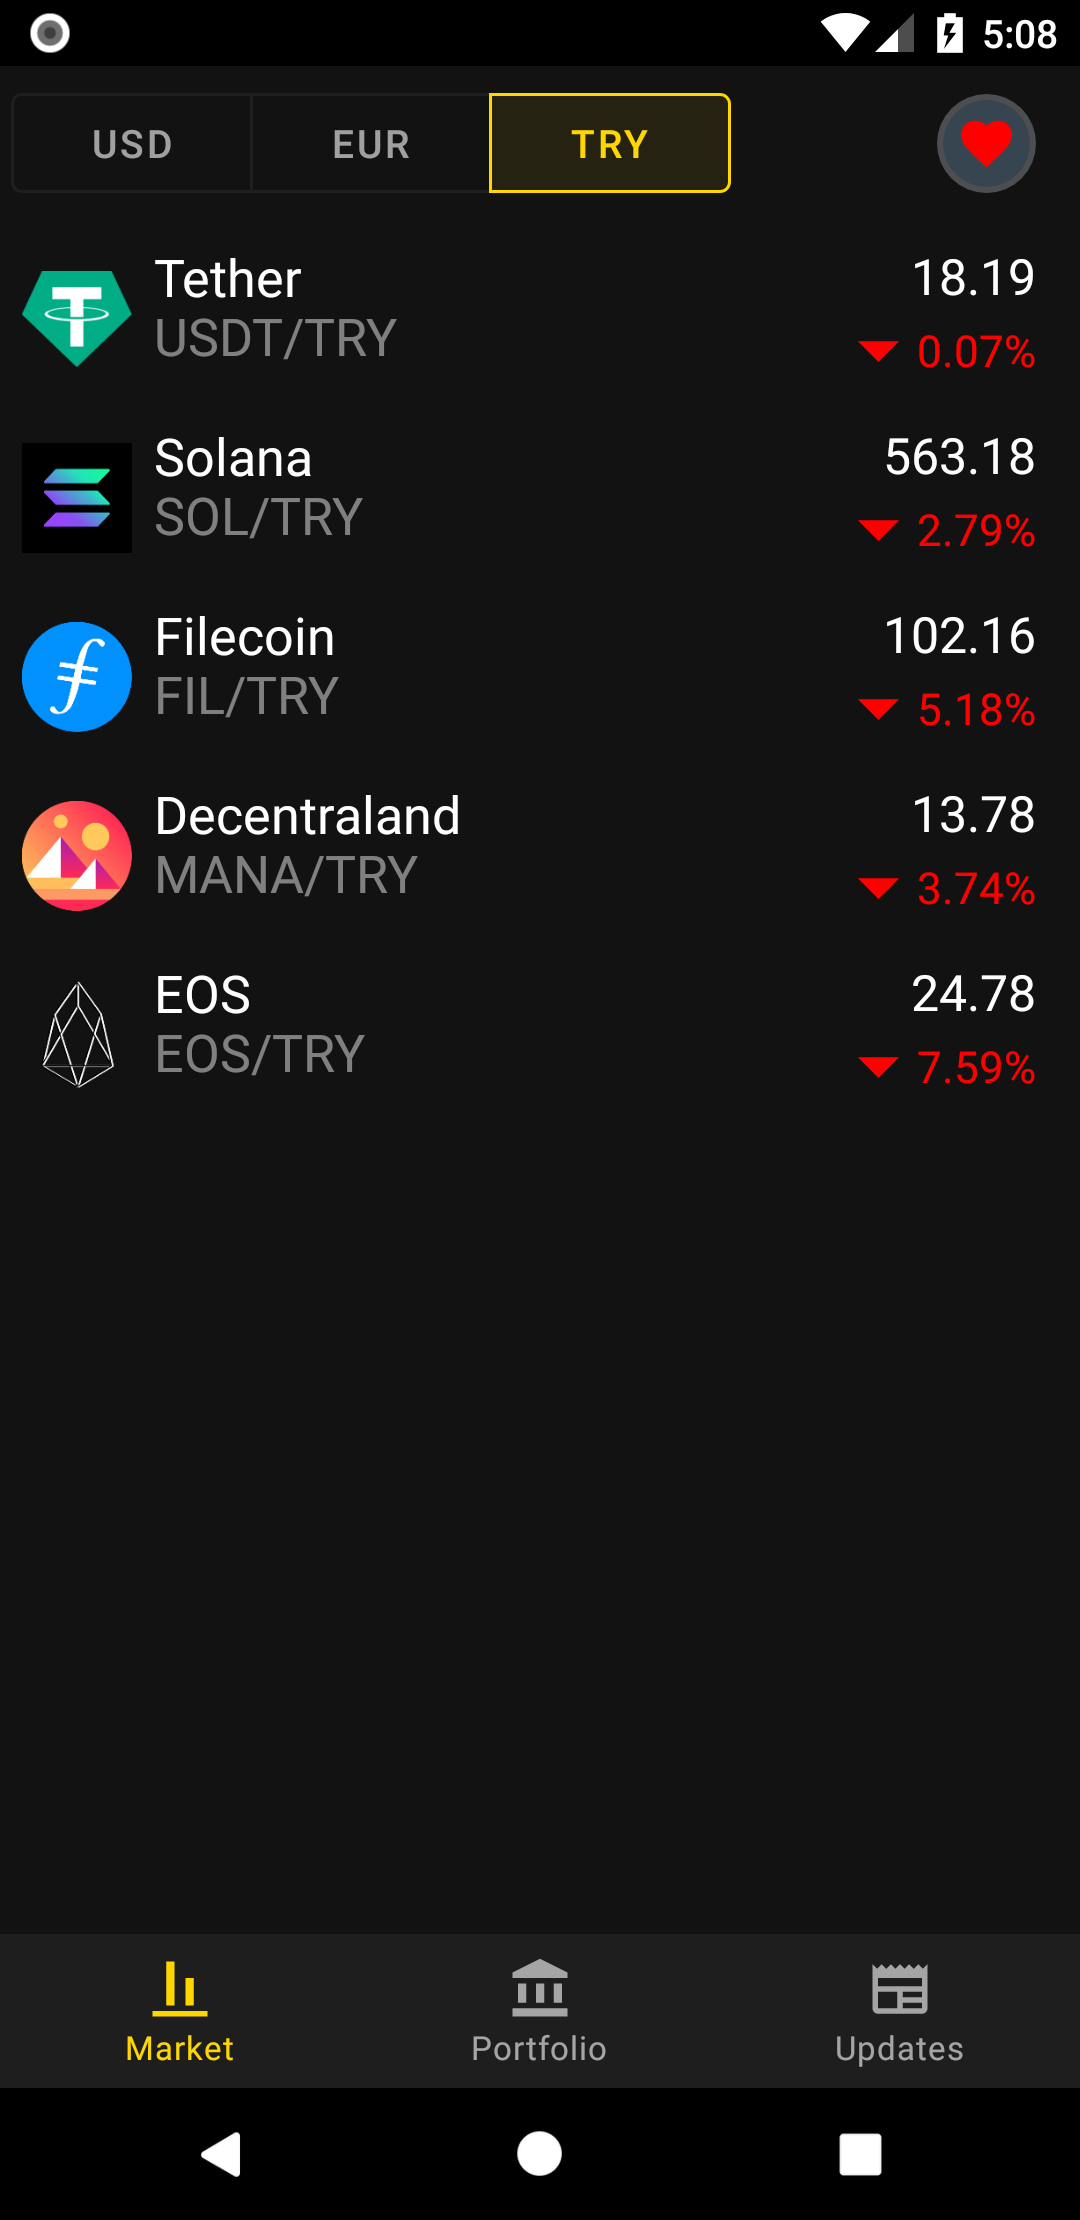 5:08
USD EUR TRY
Tether 18.19
USDT/TRY 0.07%
Solana 563.18
SOL/TRY 2.79%
Filecoin 102.16
FIL/TRY 5.18%
Decentraland 13.78
MANA/TRY 3.74%
EOS 24.78
EOS/TRY 7.59%
Market Portfolio Updates